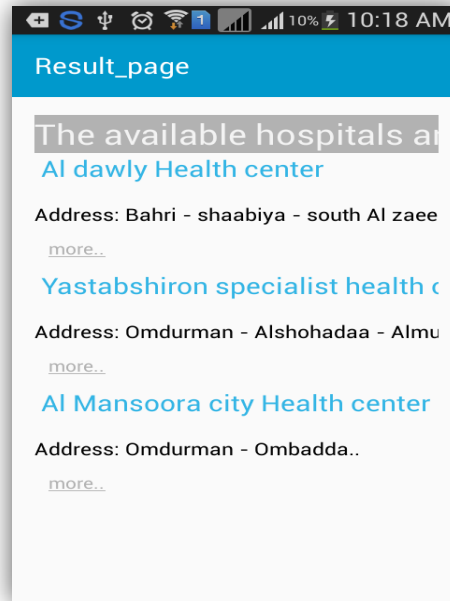 1 10% 10:18 AM
Result_page
The available hospitals
Al dawly Health center
Address: Bahri - shaabiya - south Al zaee
more..
Yastabshiron specialist health
Address: Omdurman - Alshohadaa - Almu
more..
Al Mansoora city Health center
Address: Omdurman - Ombadda..
more..